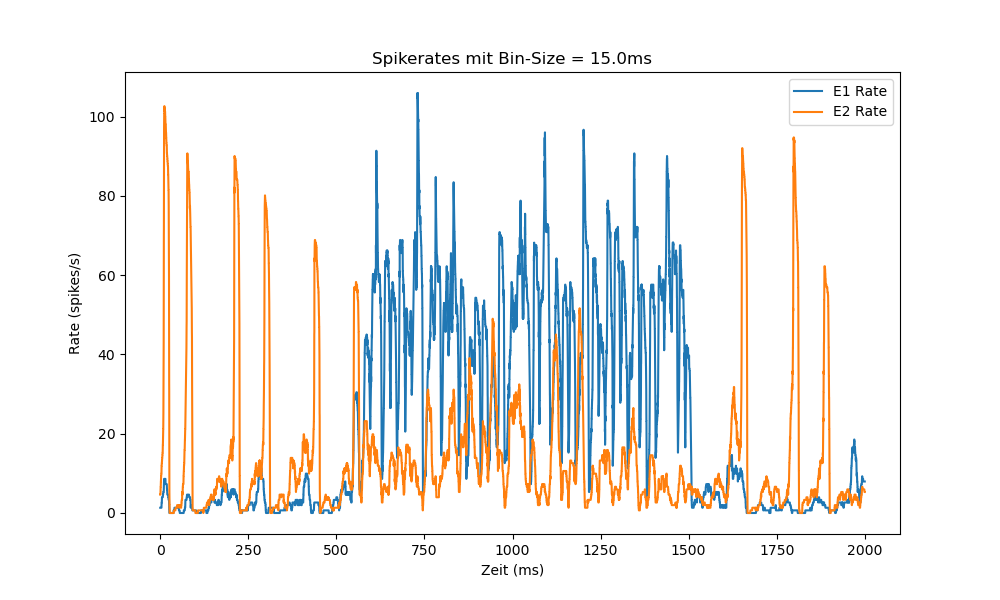 Spikerates mit Bin-Size = 15.0ms
E1 Rate
E2 Rate
Rate (spikes/s)
100
80
60
40
20
0
0 250 500 750 1000 1250 1500 1750 2000
Zeit (ms)